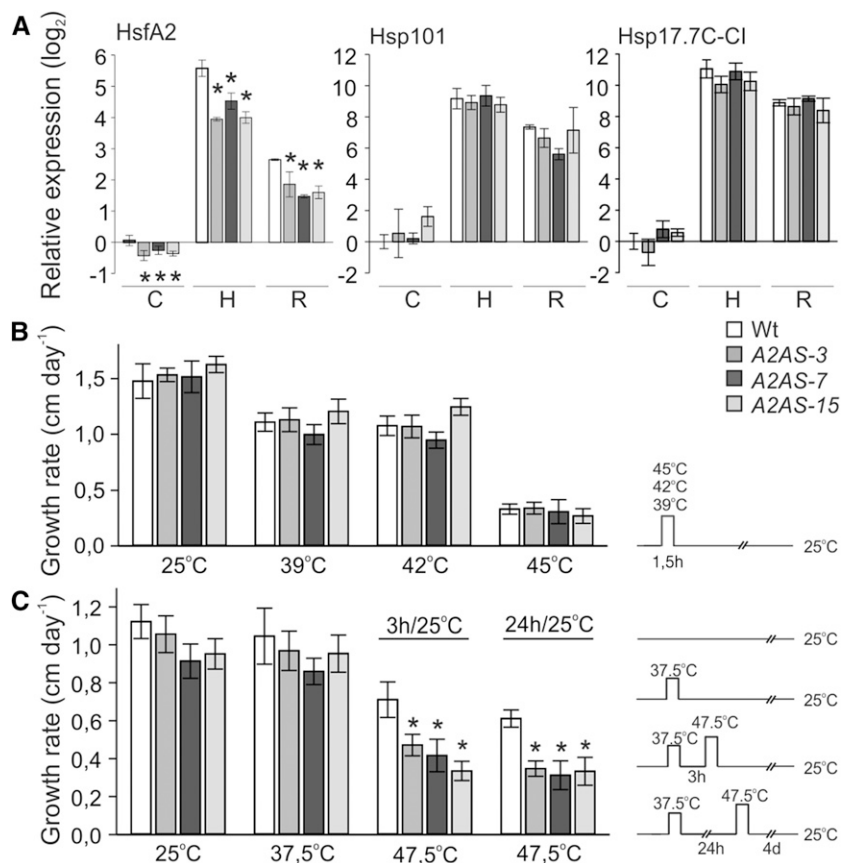 A
HsfA2
Hsp101
Hsp17.7C-CI
Relative expression (log2)
6
5
4
3
2
1
0
-1
12
10
8
6
4
2
0
-2
12
10
8
6
4
2
0
-2
* * *
* * *
* * *
C H R
C H R
C H R
Wt
A2AS-3
A2AS-7
A2AS-15
B
Growth rate (cm day-1)
1,5
1,0
0,5
0,0
25°C 39°C 42°C 45°C
45°C
42°C
39°C
1,5h
25°C
C
Growth rate (cm day-1)
1,2
1,0
0,8
0,6
0,4
0,2
0,0
3h/25°C 24h/25°C
* * * * * *
25°C 37,5°C 47,5°C 47,5°C
25°C
37.5°C
25°C
37.5°C 47.5°C
3h
25°C
37.5°C 47.5°C
24h 4d
25°C